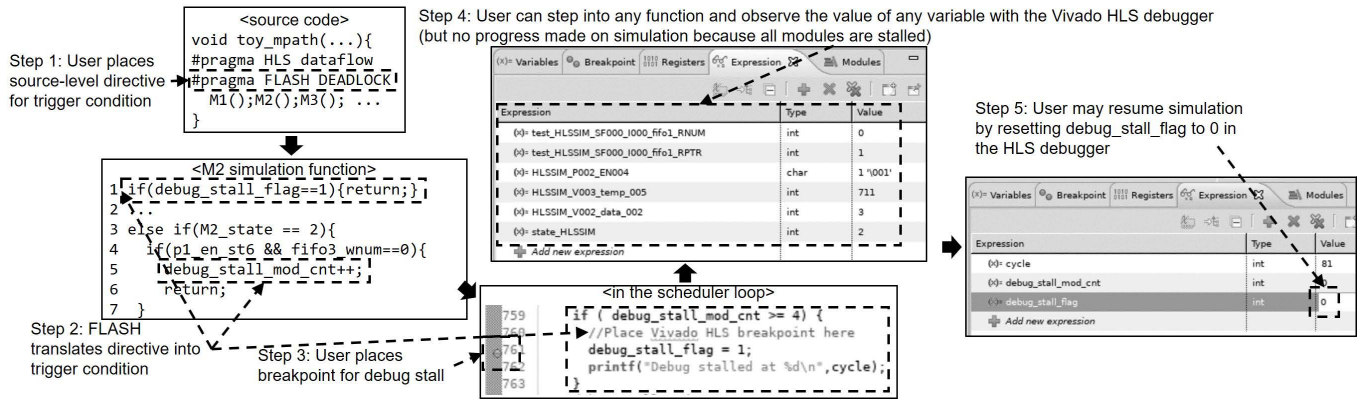 Step 1: User places
source-level directive
for trigger condition
<source code>
void toy_mpath(...){
#pragma HLS dataflow
#pragma FLASH DEADLOCK
M1();M2();M3(); ...
}
<M2 simulation function>
1 if(debug_stall_flag==1){return;}
2 ...
3 else if(M2_state == 2){
4 if(p1_en_st6 && fifo3_wnum==0){
5 debug_stall_mod_cnt++;
6 return;
7 }
Step 2: FLASH
translates directive into
trigger condition
Step 3: User places
breakpoint for debug stall
<in the scheduler loop>
759 if ( debug_stall_mod_cnt >= 4) {
760 //Place Vivado HLS breakpoint here
761 debug_stall_flag = 1;
762 printf("Debug stalled at %d\n",cycle);
763 }
Step 4: User can step into any function and observe the value of any variable with the Vivado HLS debugger
(but no progress made on simulation because all modules are stalled)
(x)= Variables Breakpoint Registers Expression Modules
Expression Type Value
(x)= test_HLSSIM_SF000_I000_fifo1_RNUM int 0
(x)= test_HLSSIM_SF000_I000_fifo1_RPTR int 1
(x)= HLSSIM_P002_EN004 char 1 '\001'
(x)= HLSSIM_V003_temp_005 int 711
(x)= HLSSIM_V002_data_002 int 3
(x)= state_HLSSIM int 2
Add new expression
Step 5: User may resume simulation
by resetting debug_stall_flag to 0 in
the HLS debugger
(x)= Variables Breakpoint Registers Expression Modules
Expression Type Value
(x)= cycle int 81
(x)= debug_stall_mod_cnt int
(x)= debug_stall_flag int 0
Add new expression